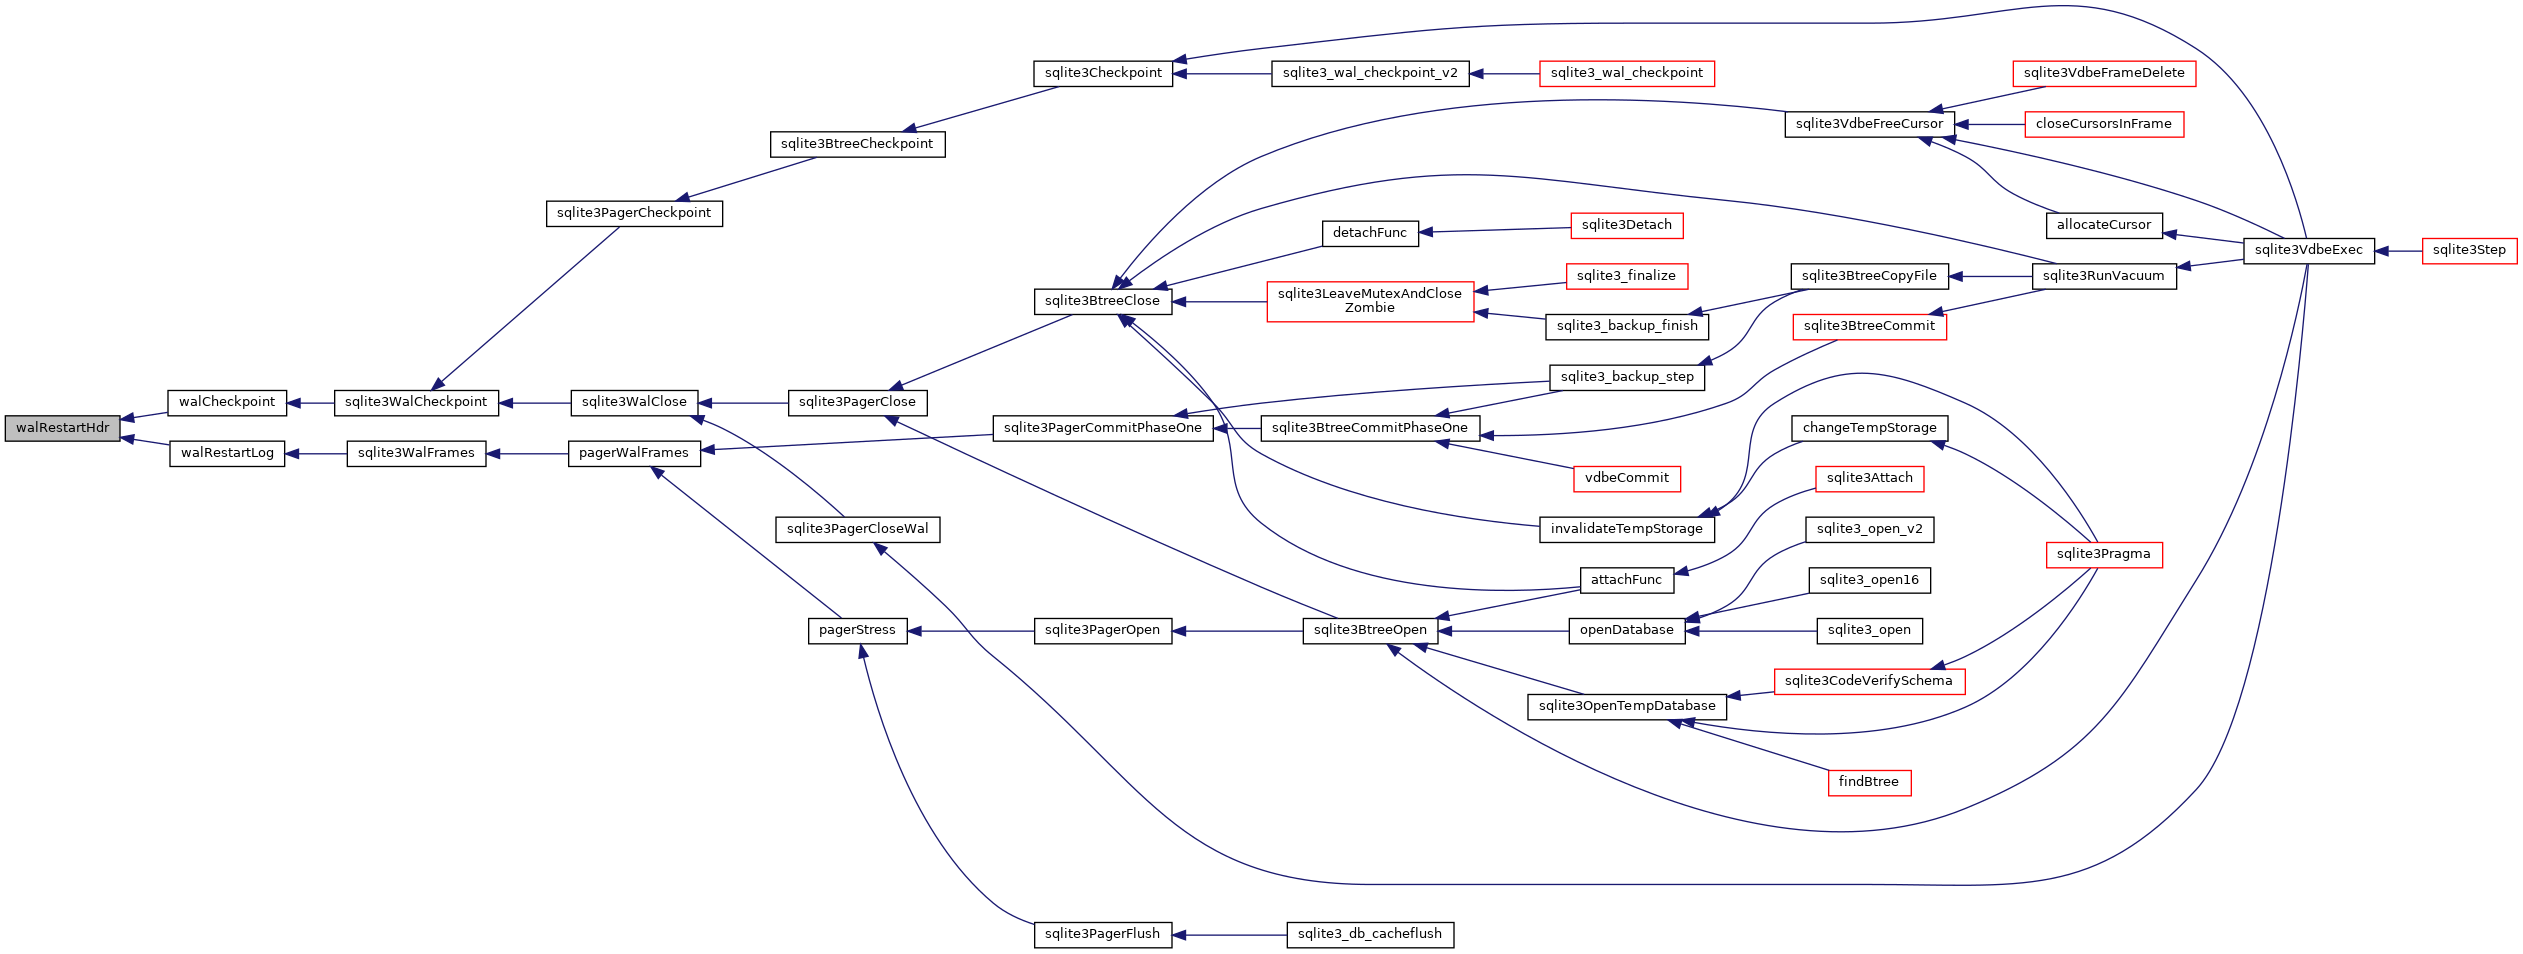 walRestartHdr
walCheckpoint
walRestartLog
sqlite3WalCheckpoint
sqlite3WalFrames
sqlite3PagerCheckpoint
sqlite3WalClose
pagerWalFrames
sqlite3BtreeCheckpoint
sqlite3PagerClose
sqlite3PagerCloseWal
pagerStress
sqlite3Checkpoint
sqlite3BtreeClose
sqlite3PagerCommitPhaseOne
sqlite3PagerOpen
sqlite3PagerFlush
sqlite3_wal_checkpoint_v2
detachFunc
sqlite3LeaveMutexAndClose
Zombie
sqlite3BtreeCommitPhaseOne
sqlite3BtreeOpen
sqlite3_db_cacheflush
sqlite3_wal_checkpoint
sqlite3Detach
sqlite3_finalize
sqlite3_backup_finish
sqlite3_backup_step
vdbeCommit
invalidateTempStorage
attachFunc
openDatabase
sqlite3OpenTempDatabase
sqlite3VdbeFreeCursor
sqlite3BtreeCopyFile
sqlite3BtreeCommit
changeTempStorage
sqlite3Attach
sqlite3_open_v2
sqlite3_open16
sqlite3_open
sqlite3CodeVerifySchema
findBtree
sqlite3VdbeFrameDelete
closeCursorsInFrame
allocateCursor
sqlite3RunVacuum
sqlite3Pragma
sqlite3VdbeExec
sqlite3Step